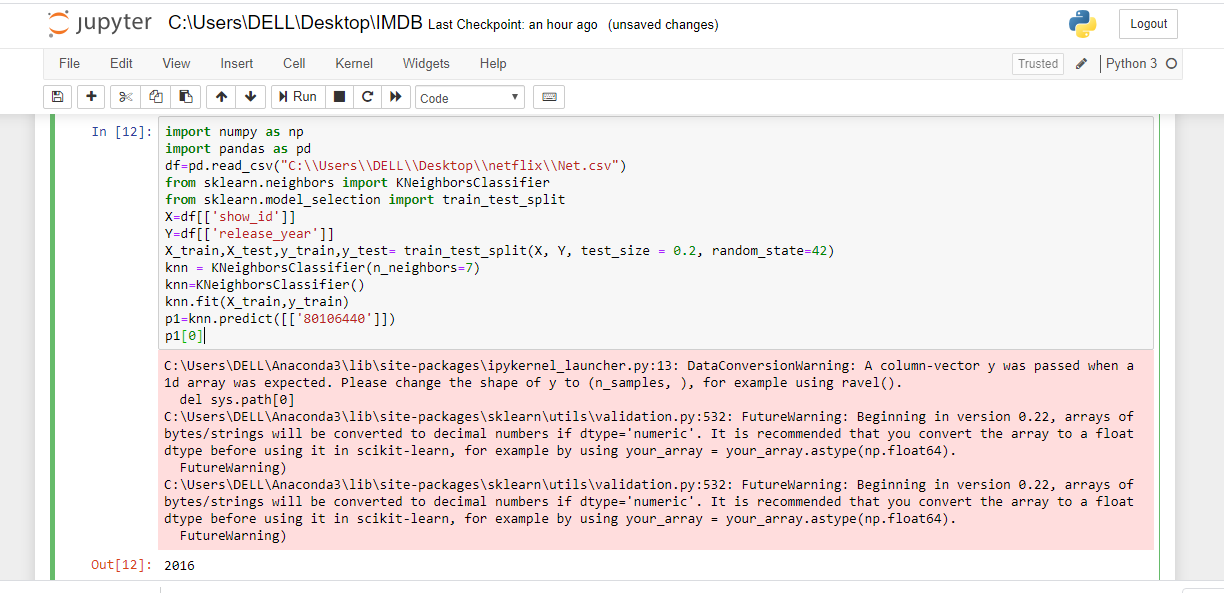 jupyter C:\Users\DELL\Desktop\IMDB Last Checkpoint: an hour ago (unsaved changes) Logout
File Edit View Insert Cell Kernel Widgets Help Trusted Python 3
Run Code
In [12]: import numpy as np
import pandas as pd
df=pd.read_csv("C:\\Users\\DELL\\Desktop\\netflix\\Net.csv")
from sklearn.neighbors import KNeighborsClassifier
from sklearn.model_selection import train_test_split
X=df[['show_id']]
Y=df[['release_year']]
X_train,X_test,y_train,y_test= train_test_split(X, Y, test_size = 0.2, random_state=42)
knn = KNeighborsClassifier(n_neighbors=7)
knn=KNeighborsClassifier()
knn.fit(X_train,y_train)
p1=knn.predict([['80106440']])
p1[0]
C:\Users\DELL\Anaconda3\lib\site-packages\ipykernel_launcher.py:13: DataConversionWarning: A column-vector y was passed when a
1d array was expected. Please change the shape of y to (n_samples, ), for example using ravel().
del sys.path[0]
C:\Users\DELL\Anaconda3\lib\site-packages\sklearn\utils\validation.py:532: FutureWarning: Beginning in version 0.22, arrays of
bytes/strings will be converted to decimal numbers if dtype='numeric'. It is recommended that you convert the array to a float
dtype before using it in scikit-learn, for example by using your_array = your_array.astype(np.float64).
FutureWarning)
C:\Users\DELL\Anaconda3\lib\site-packages\sklearn\utils\validation.py:532: FutureWarning: Beginning in version 0.22, arrays of
bytes/strings will be converted to decimal numbers if dtype='numeric'. It is recommended that you convert the array to a float
dtype before using it in scikit-learn, for example by using your_array = your_array.astype(np.float64).
FutureWarning)
Out[12]: 2016